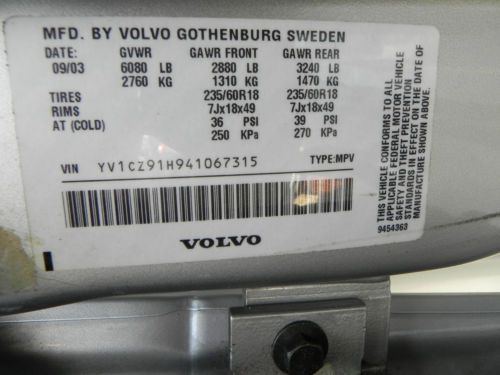 MFD. BY VOLVO GOTHENBURG SWEDEN
DATE: GVWR GAWR FRONT GAWR REAR
09/03 6080 LB 2880 LB 3240 LB
2760 KG 1310 KG 1470 KG
TIRES 235/60R18 235/60R18
RIMS 7Jx18x49 7Jx18x49
AT (COLD) 36 PSI 39 PSI
250 KPa 270 KPa
VIN YV1CZ91H941067315 TYPE:MPV
VOLVO
THIS VEHICLE CONFORMS TO ALL
APPLICABLE FEDERAL MOTOR VEHICLE
SAFETY AND THEFT PREVENTION
STANDARDS IN EFFECT ON THE DATE OF
MANUFACTURE SHOWN ABOVE.
9454363